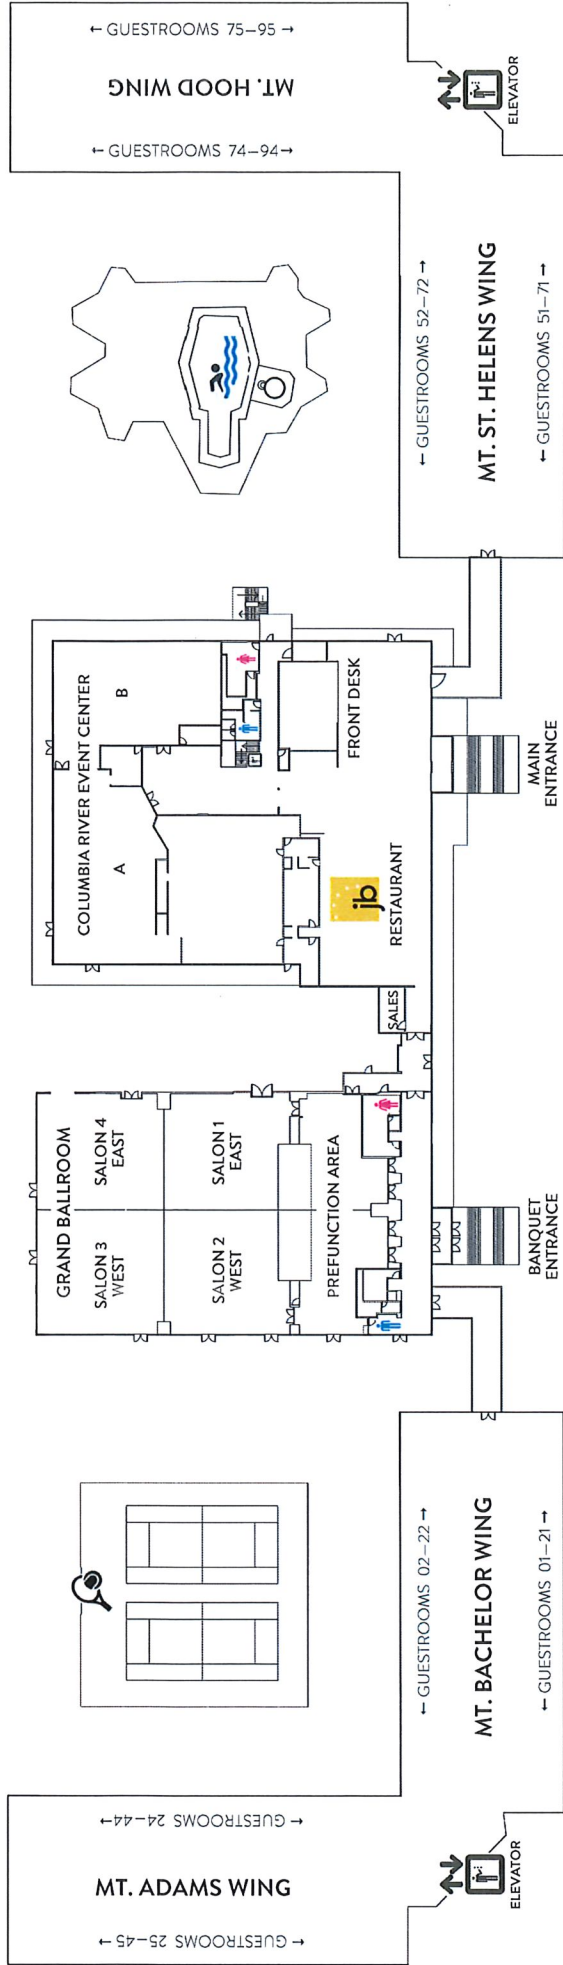 ← GUESTROOMS 75–95 →
MT. HOOD WING
← GUESTROOMS 74–94 →
ELEVATOR
← GUESTROOMS 52–72 →
MT. ST. HELENS WING
← GUESTROOMS 51–71 →
COLUMBIA RIVER EVENT CENTER
A
B
FRONT DESK
jb
RESTAURANT
MAIN
ENTRANCE
SALES
GRAND BALLROOM
SALON 4
EAST
SALON 3
WEST
SALON 1
EAST
SALON 2
WEST
PREFUNCTION AREA
BANQUET
ENTRANCE
← GUESTROOMS 02–22 →
MT. BACHELOR WING
← GUESTROOMS 01–21 →
← GUESTROOMS 24–44 →
MT. ADAMS WING
← GUESTROOMS 25–45 →
ELEVATOR